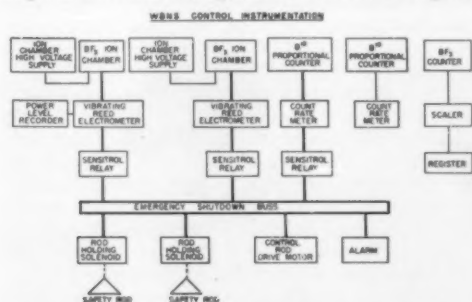 WBNS CONTROL INSTRUMENTATION
ION CHAMBER HIGH VOLTAGE SUPPLY
BF₃ ION CHAMBER
ION CHAMBER HIGH VOLTAGE SUPPLY
BF₃ ION CHAMBER
B¹⁰ PROPORTIONAL COUNTER
B¹⁰ PROPORTIONAL COUNTER
BF₃ COUNTER
POWER LEVEL RECORDER
VIBRATING REED ELECTROMETER
VIBRATING REED ELECTROMETER
COUNT RATE METER
COUNT RATE METER
SCALER
SENSITROL RELAY
SENSITROL RELAY
SENSITROL RELAY
REGISTER
EMERGENCY SHUTDOWN BUSS
ROD HOLDING SOLENOID
ROD HOLDING SOLENOID
CONTROL ROD DRIVE MOTOR
ALARM
SAFETY ROD
SAFETY ROD